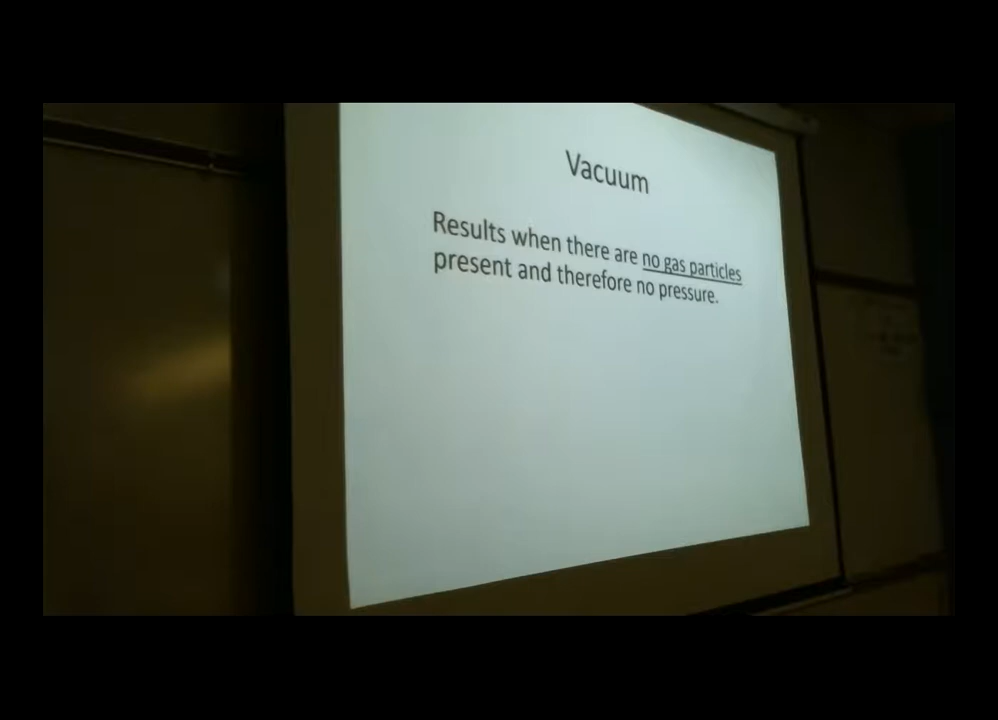 Vacuum
Results when there are no gas particles
present and therefore no pressure.